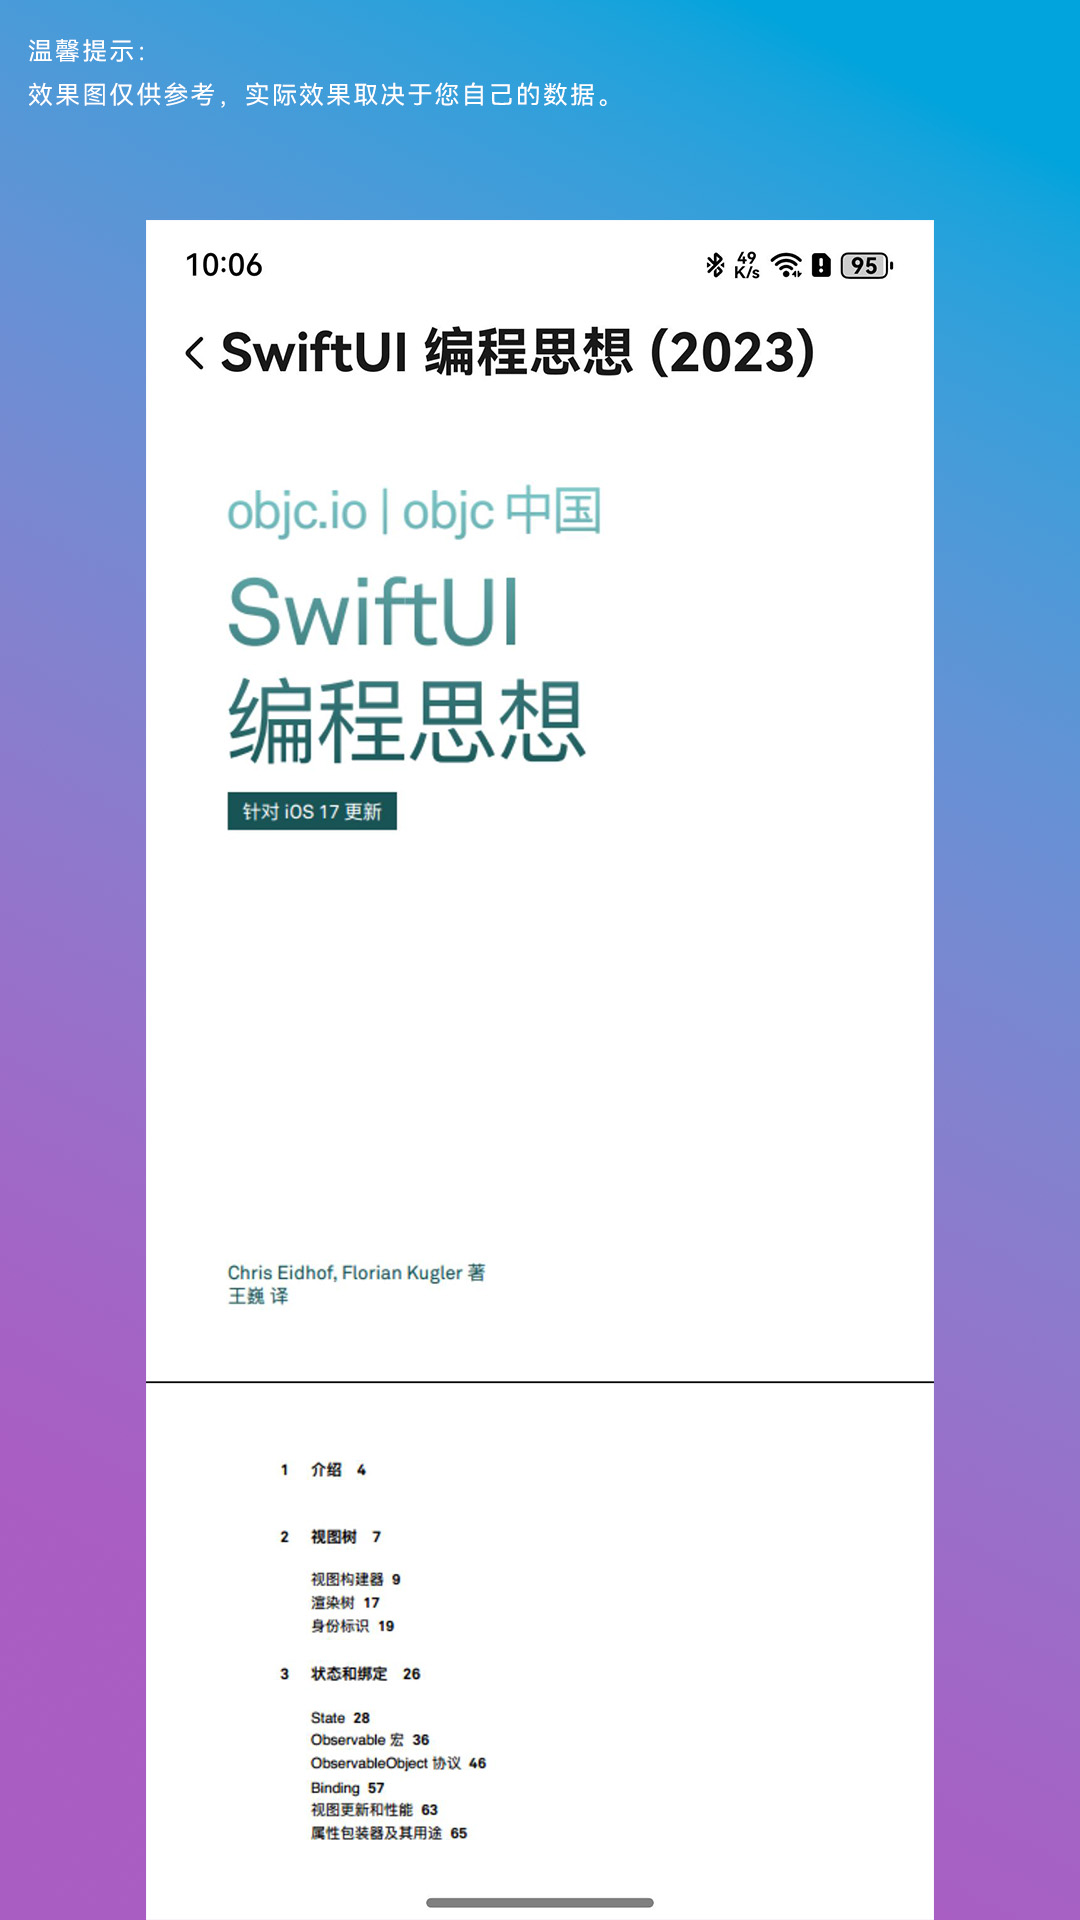 温馨提示：
效果图仅供参考，实际效果取决于您自己的数据。
10:06
49
K/s
95
SwiftUI 编程思想 (2023)
objc.io | objc 中国
SwiftUI
编程思想
针对 iOS 17 更新
Chris Eidhof, Florian Kugler 著
王巍 译
1 介绍 4
2 视图树 7
视图构建器 9
渲染树 17
身份标识 19
3 状态和绑定 26
State 28
Observable 宏 36
ObservableObject 协议 46
Binding 57
视图更新和性能 63
属性包装器及其用途 65